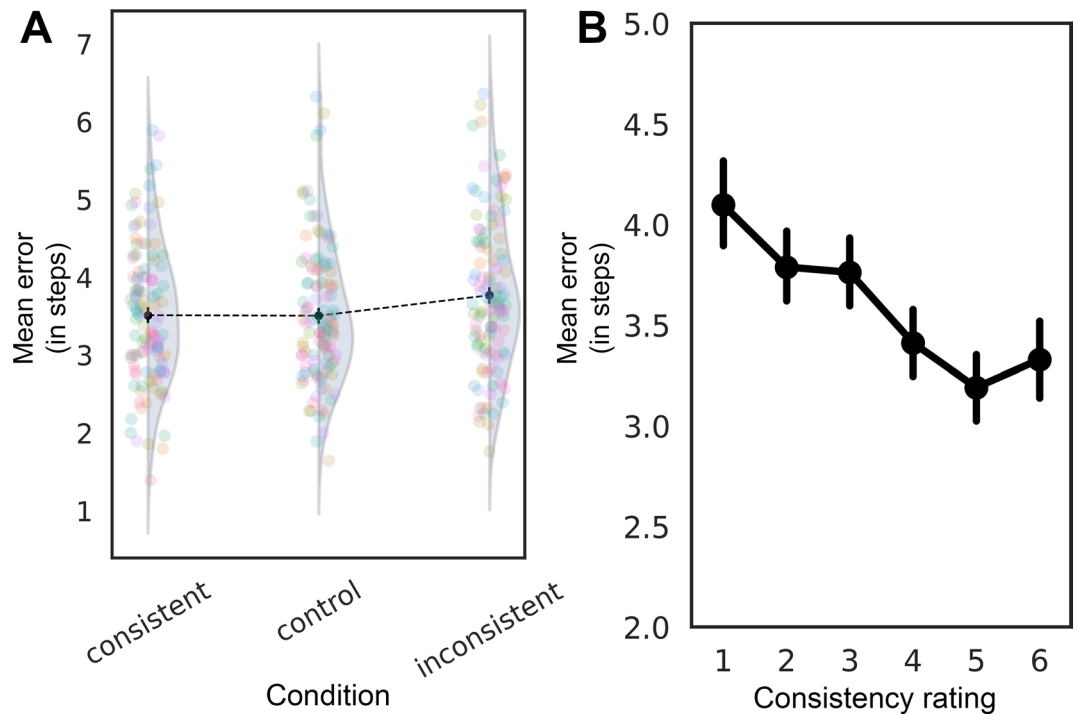 A
Mean error
(in steps)
7
6
5
4
3
2
1
consistent
control
inconsistent
Condition
B
Mean error
(in steps)
5.0
4.5
4.0
3.5
3.0
2.5
2.0
1 2 3 4 5 6
Consistency rating